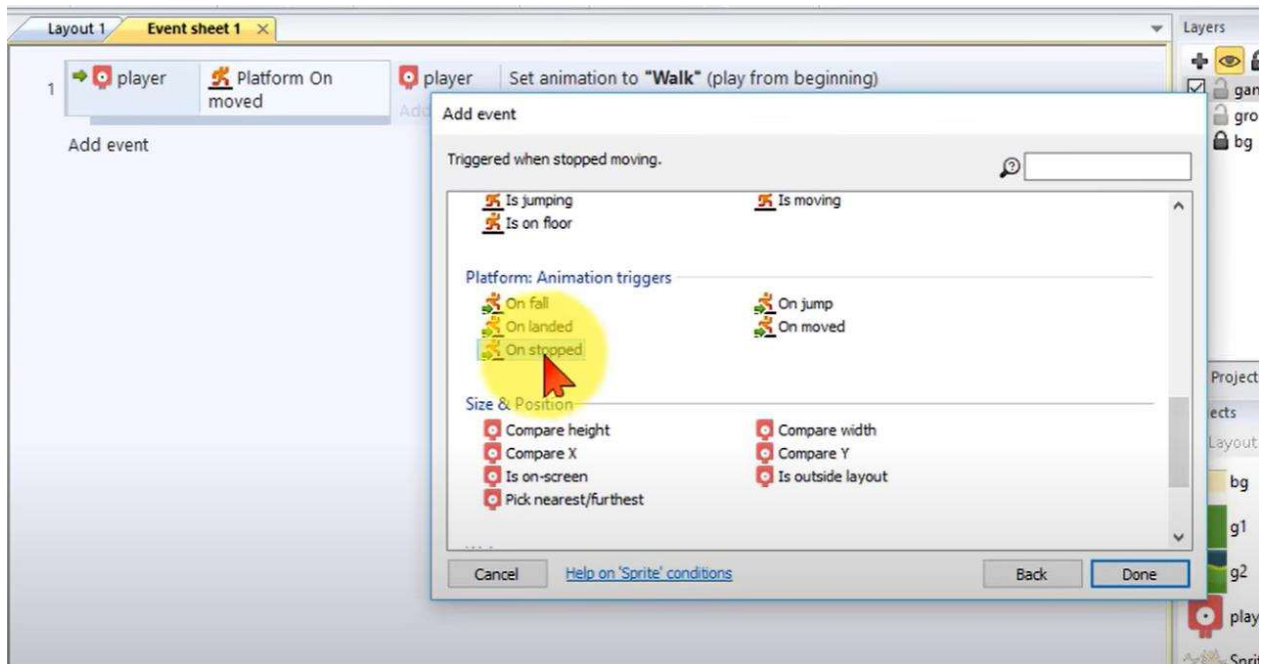 Layout 1 Event sheet 1 Layers
1 player Platform On moved player Set animation to "Walk" (play from beginning)
Add event
Add event
Triggered when stopped moving.
Is jumping Is moving
Is on floor
Platform: Animation triggers
On fall On jump
On landed On moved
On stopped
Size & Position
Compare height Compare width
Compare X Compare Y
Is on-screen Is outside layout
Pick nearest/furthest
Cancel Help on 'Sprite' conditions Back Done
gam
gro
bg
Project
ects
Layout
bg
g1
g2
play
Sprit